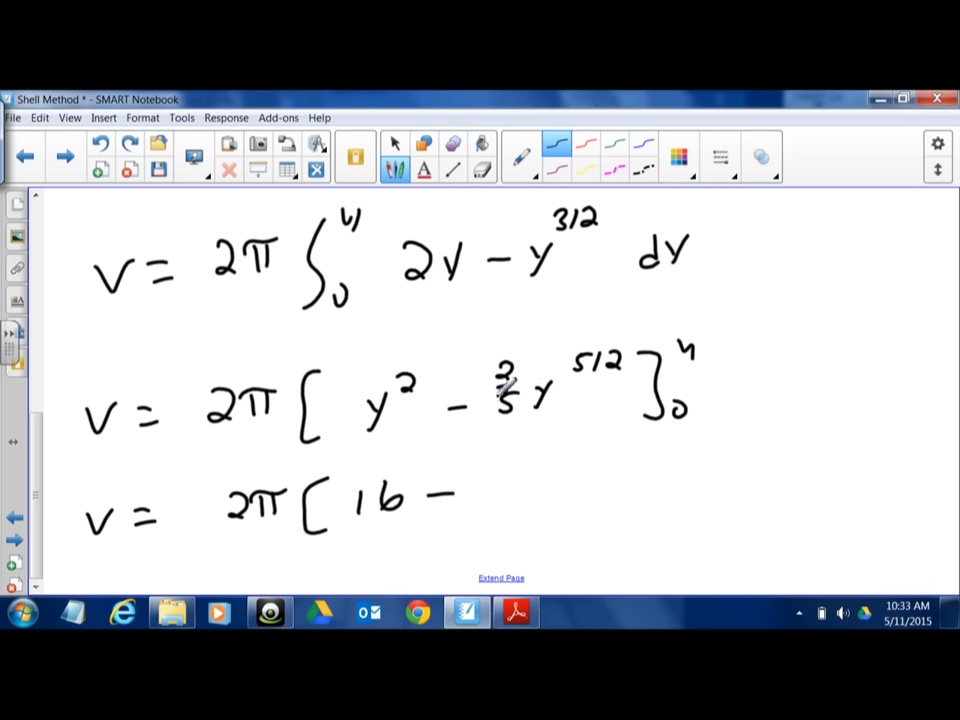 Shell Method * - SMART Notebook
File Edit View Insert Format Tools Response Add-ons Help
V = 2π ∫₀⁴ 2y - y^3/2 dy
V = 2π [ y² - 2/5 y^5/2 ]₀⁴
V = 2π [ 16 -
Extend Page
10:33 AM
5/11/2015